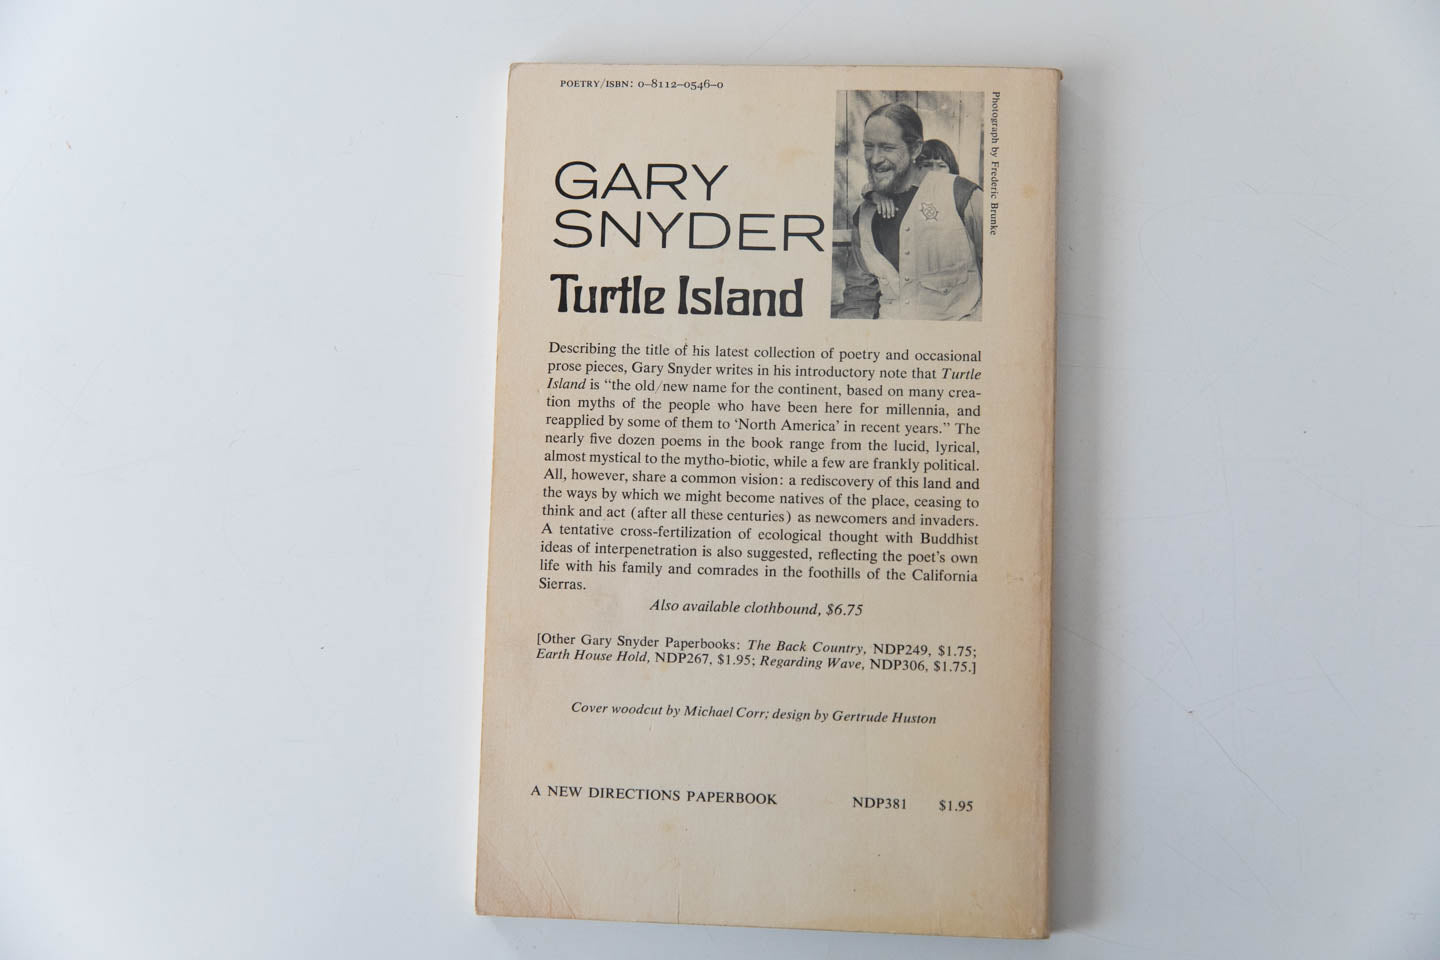 POETRY/ISBN: 0–8112–0546–0
Photograph by Frederic Brunke
GARY
SNYDER
Turtle Island
Describing the title of his latest collection of poetry and occasional
prose pieces, Gary Snyder writes in his introductory note that Turtle
Island is “the old/new name for the continent, based on many crea-
tion myths of the people who have been here for millennia, and
reapplied by some of them to ‘North America’ in recent years.” The
nearly five dozen poems in the book range from the lucid, lyrical,
almost mystical to the mytho-biotic, while a few are frankly political.
All, however, share a common vision: a rediscovery of this land and
the ways by which we might become natives of the place, ceasing to
think and act (after all these centuries) as newcomers and invaders.
A tentative cross-fertilization of ecological thought with Buddhist
ideas of interpenetration is also suggested, reflecting the poet’s own
life with his family and comrades in the foothills of the California
Sierras.
Also available clothbound, $6.75
[Other Gary Snyder Paperbooks: The Back Country, NDP249, $1.75;
Earth House Hold, NDP267, $1.95; Regarding Wave, NDP306, $1.75.]
Cover woodcut by Michael Corr; design by Gertrude Huston
A NEW DIRECTIONS PAPERBOOK NDP381 $1.95